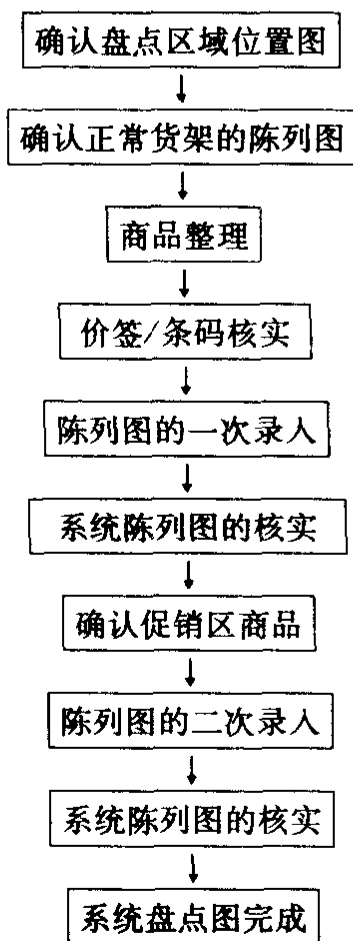 确认盘点区域位置图
确认正常货架的陈列图
商品整理
价签/条码核实
陈列图的一次录入
系统陈列图的核实
确认促销区商品
陈列图的二次录入
系统陈列图的核实
系统盘点图完成